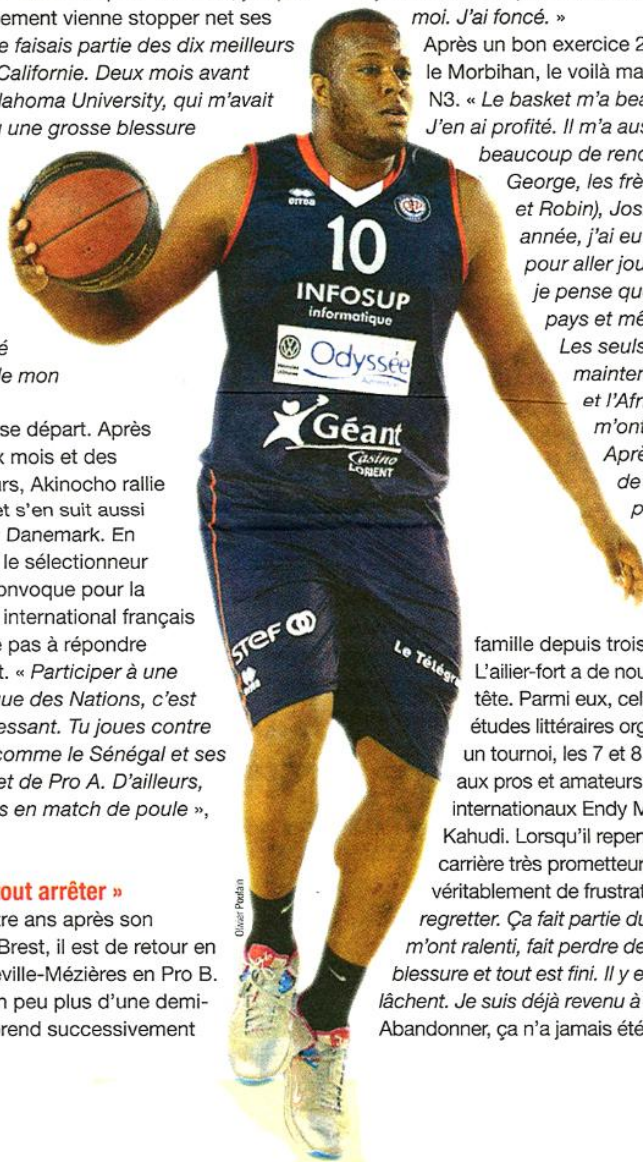 ement vienne stopper net ses
e faisais partie des dix meilleurs
Californie. Deux mois avant
lahoma University, qui m'avait
une grosse blessure
é
le mon
se départ. Après
x mois et des
urs, Akinocho rallie
et s'en suit aussi
Danemark. En
le sélectionneur
onvoque pour la
international français
e pas à répondre
t. « Participer à une
ue des Nations, c'est
essant. Tu joues contre
comme le Sénégal et ses
et de Pro A. D'ailleurs,
s en match de poule »,
out arrêter »
tre ans après son
Brest, il est de retour en
eville-Mézières en Pro B.
n peu plus d'une demi-
rend successivement
moi. J'ai foncé. »
Après un bon exercice 2
le Morbihan, le voilà ma
N3. « Le basket m'a bea
J'en ai profité. Il m'a aus
beaucoup de renc
George, les frè
et Robin), Jos
année, j'ai eu
pour aller jou
je pense qu
pays et mê
Les seuls
mainten
et l'Afr
m'ont
Aprè
de
p
famille depuis trois
L'ailier-fort a de nou
tête. Parmi eux, cel
études littéraires org
un tournoi, les 7 et 8
aux pros et amateurs
internationaux Endy M
Kahudi. Lorsqu'il reper
carrière très prometteur
véritablement de frustrat
regretter. Ça fait partie du
m'ont ralenti, fait perdre de
blessure et tout est fini. Il y e
lâchent. Je suis déjà revenu à
Abandonner, ça n'a jamais été
errea
10
INFOSUP
informatique
Odyssée
Géant
Casino
LORIENT
STEF
Le Télégr
Olivier Poulain